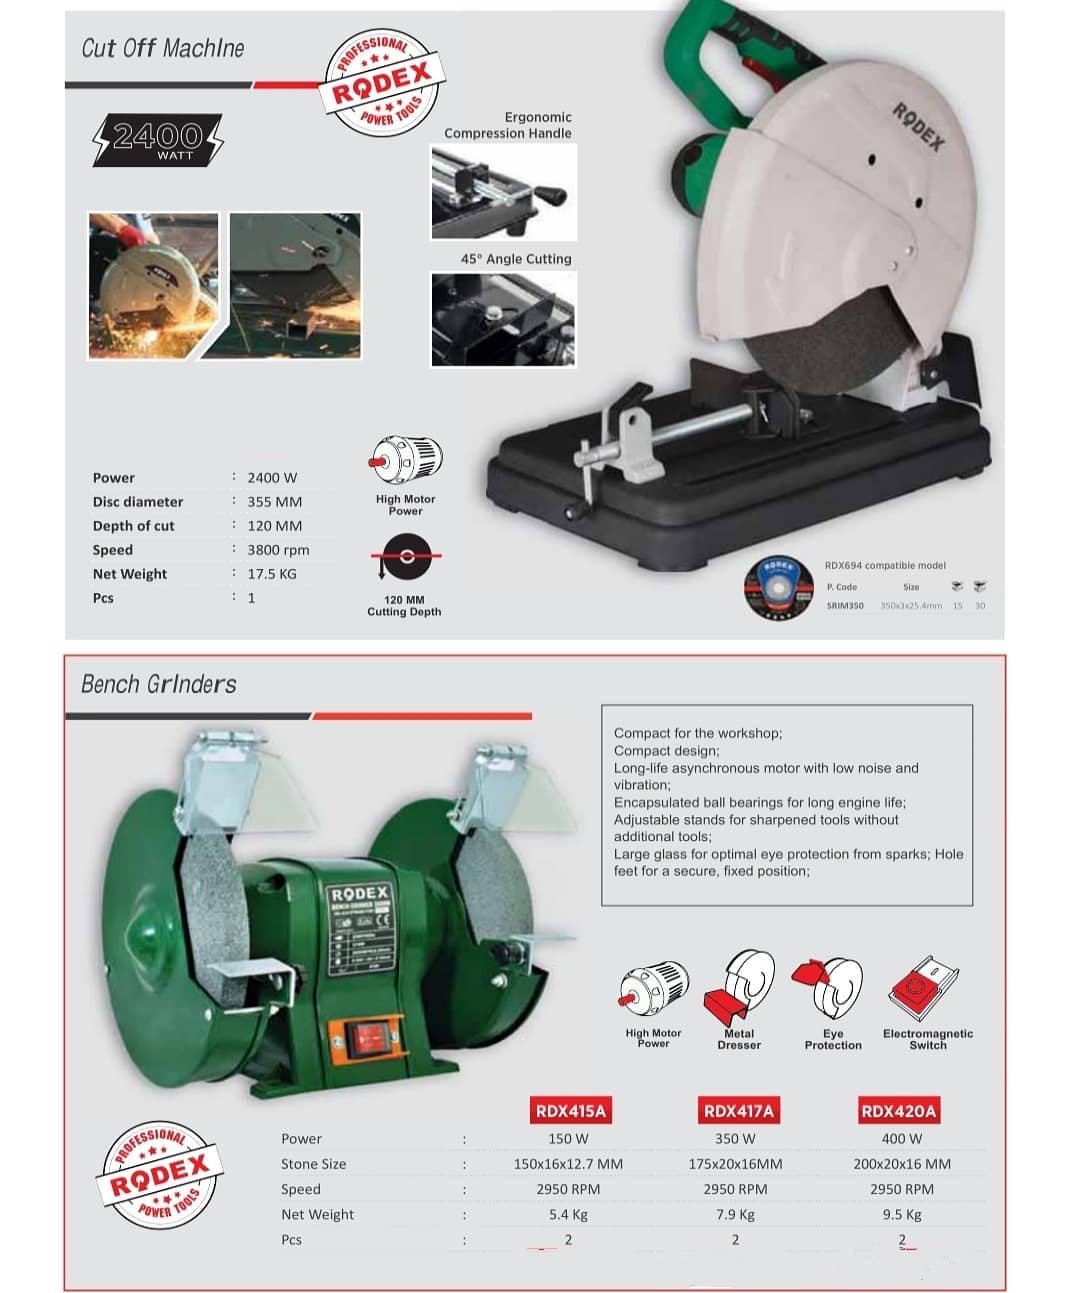 Cut Off MachIne
PROFESSIONAL
RODEX
POWER TOOLS
2400
WATT
Ergonomic
Compression Handle
RODEX
45° Angle Cutting
Power : 2400 W
Disc diameter : 355 MM
Depth of cut : 120 MM
Speed : 3800 rpm
Net Weight : 17.5 KG
Pcs : 1
High Motor
Power
120 MM
Cutting Depth
RODEX
RDX694 compatible model
P. Code Size
SRIM350 350x3x25.4mm 15 30
Bench GrInders
Compact for the workshop;
Compact design;
Long-life asynchronous motor with low noise and
vibration;
Encapsulated ball bearings for long engine life;
Adjustable stands for sharpened tools without
additional tools;
Large glass for optimal eye protection from sparks; Hole
feet for a secure, fixed position;
RODEX
BENCH GRINDER
High Motor
Power
Metal
Dresser
Eye
Protection
Electromagnetic
Switch
RDX415A RDX417A RDX420A
Power : 150 W 350 W 400 W
Stone Size : 150x16x12.7 MM 175x20x16MM 200x20x16 MM
Speed : 2950 RPM 2950 RPM 2950 RPM
Net Weight : 5.4 Kg 7.9 Kg 9.5 Kg
Pcs : 2 2 2
PROFESSIONAL
RODEX
POWER TOOLS